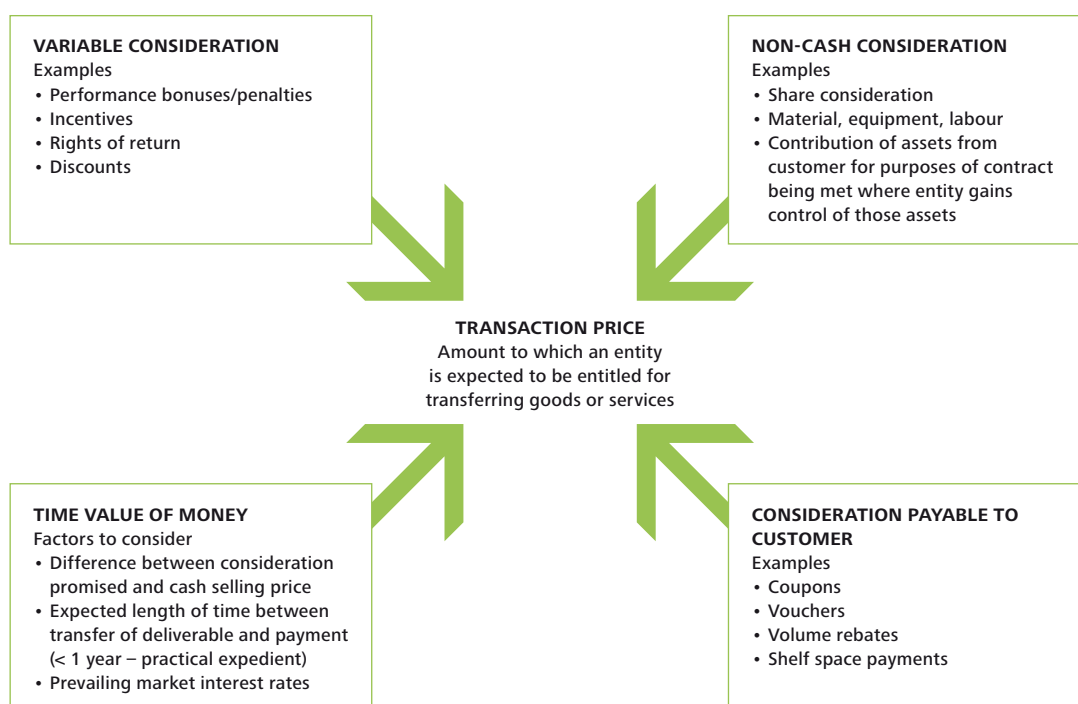 VARIABLE CONSIDERATION
Examples
• Performance bonuses/penalties
• Incentives
• Rights of return
• Discounts
NON-CASH CONSIDERATION
Examples
• Share consideration
• Material, equipment, labour
• Contribution of assets from
customer for purposes of contract
being met where entity gains
control of those assets
TRANSACTION PRICE
Amount to which an entity
is expected to be entitled for
transferring goods or services
TIME VALUE OF MONEY
Factors to consider
• Difference between consideration
promised and cash selling price
• Expected length of time between
transfer of deliverable and payment
(< 1 year – practical expedient)
• Prevailing market interest rates
CONSIDERATION PAYABLE TO
CUSTOMER
Examples
• Coupons
• Vouchers
• Volume rebates
• Shelf space payments